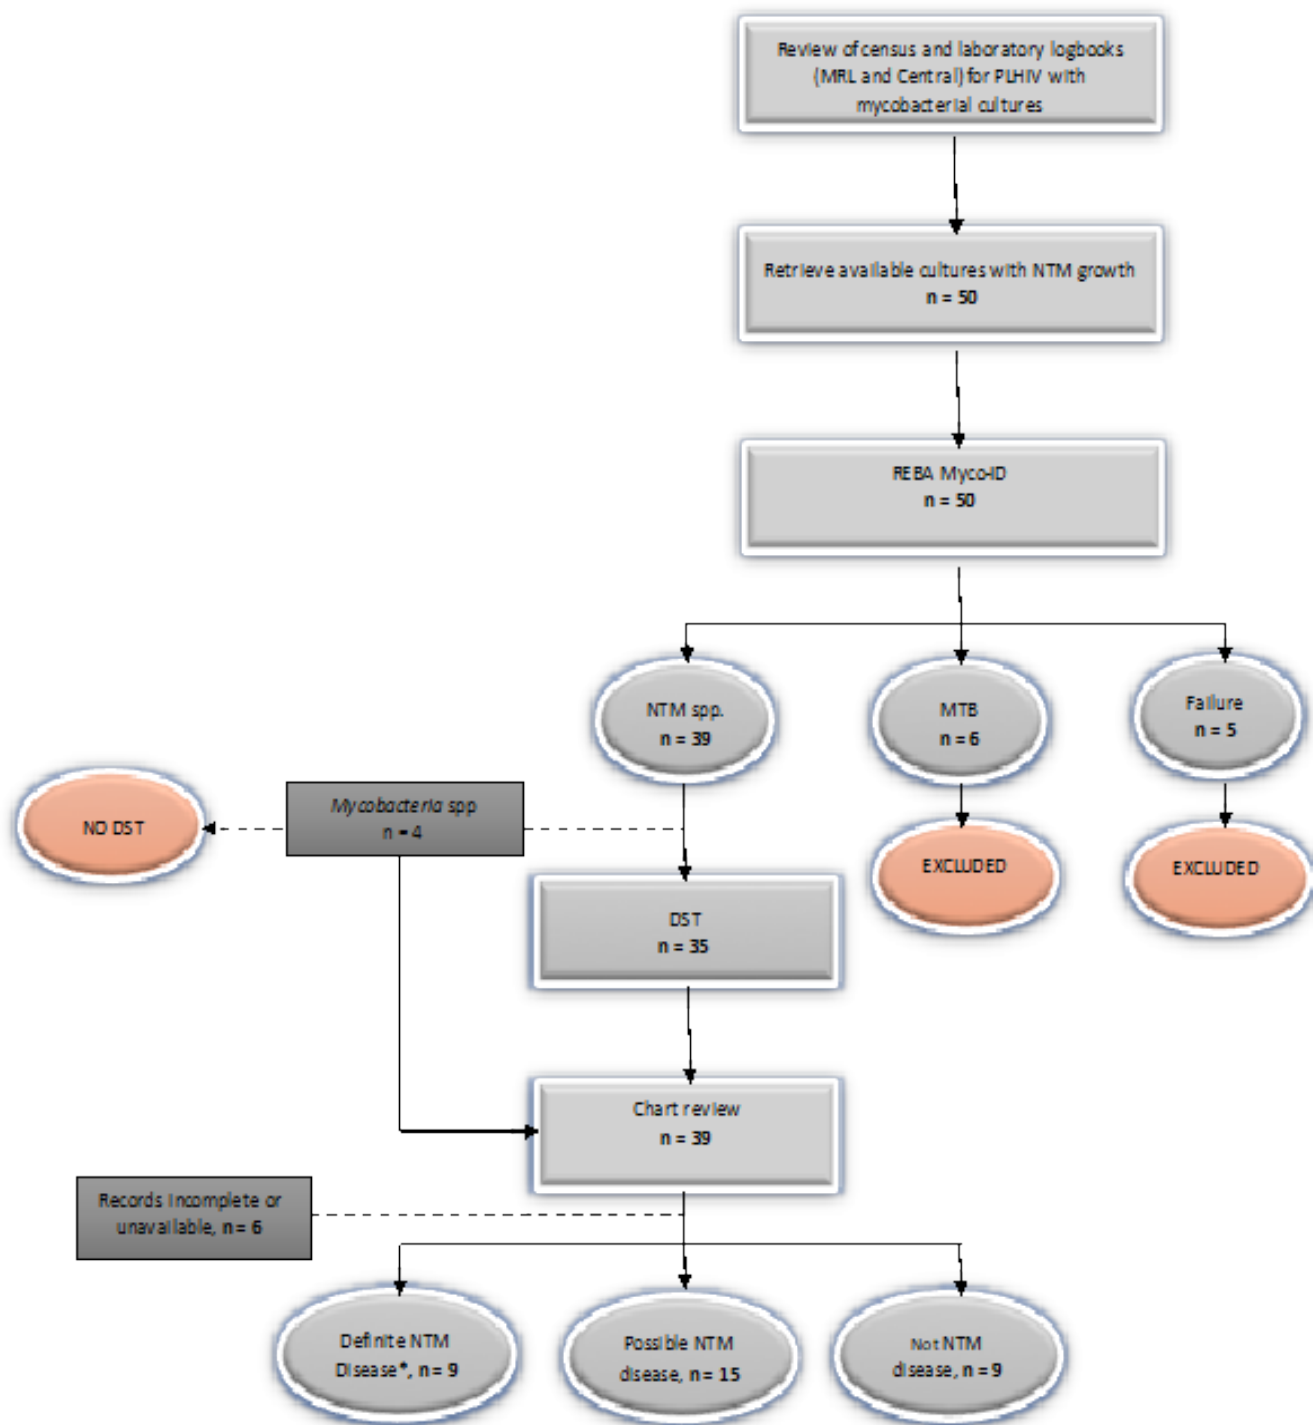 Review of census and laboratory logbooks
(MRL and Central) for PLHIV with
mycobacterial cultures
Retrieve available cultures with NTM growth
n = 50
REBA Myco-ID
n = 50
NTM spp.
n = 39
MTB
n = 6
Failure
n = 5
NO DST
Mycobacteria spp
n = 4
EXCLUDED
EXCLUDED
DST
n = 35
Chart review
n = 39
Records Incomplete or
unavailable, n = 6
Definite NTM
Disease*, n = 9
Possible NTM
disease, n = 15
Not NTM
disease, n = 9